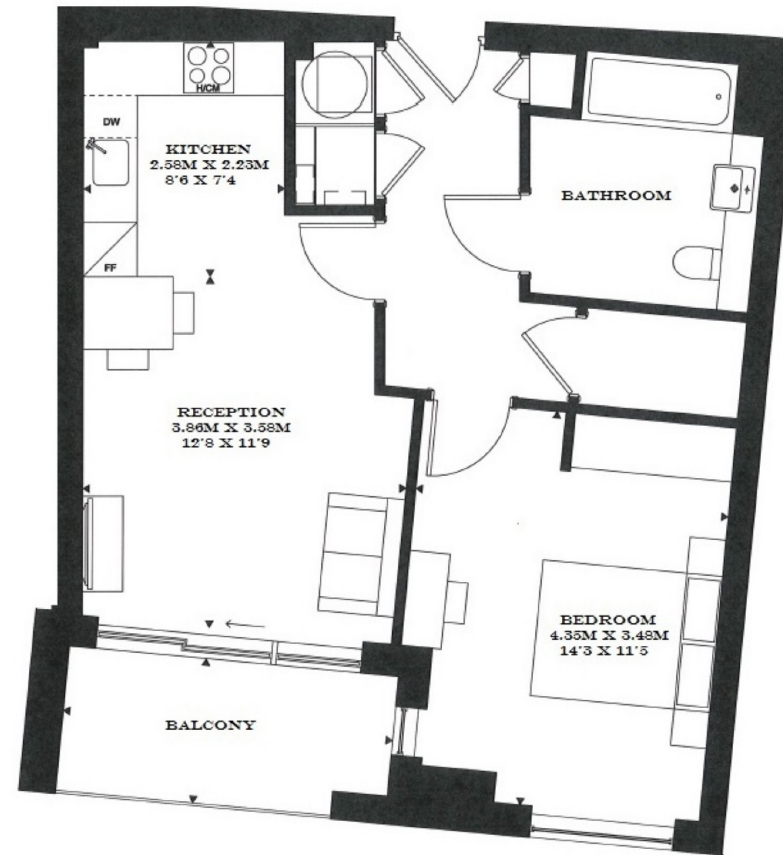 H/CM
DW
KITCHEN
2.58M X 2.23M
8'6 X 7'4
BATHROOM
FF
RECEPTION
3.86M X 3.58M
12'8 X 11'9
BEDROOM
4.35M X 3.48M
14'3 X 11'5
BALCONY